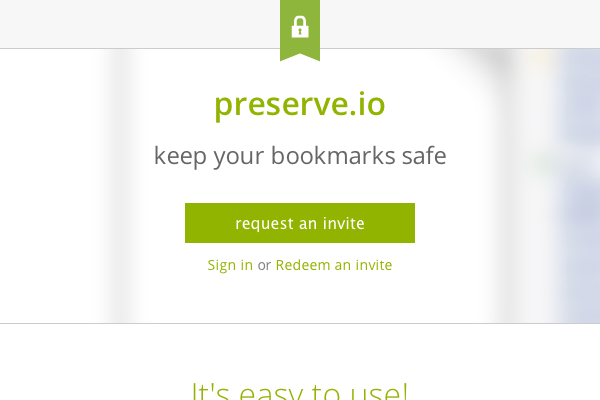 preserve.io
keep your bookmarks safe
request an invite
Sign in or Redeem an invite
It's easy to use!